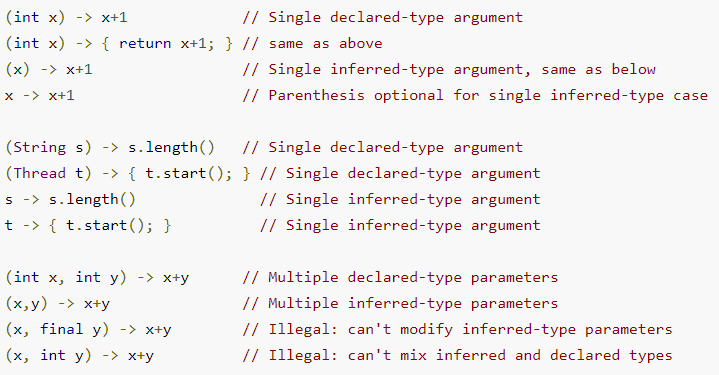 (int x) -> x+1             // Single declared-type argument
(int x) -> { return x+1; } // same as above
(x) -> x+1                 // Single inferred-type argument, same as below
x -> x+1                   // Parenthesis optional for single inferred-type case
(String s) -> s.length()   // Single declared-type argument
(Thread t) -> { t.start(); } // Single declared-type argument
s -> s.length()              // Single inferred-type argument
t -> { t.start(); }          // Single inferred-type argument
(int x, int y) -> x+y      // Multiple declared-type parameters
(x,y) -> x+y               // Multiple inferred-type parameters
(x, final y) -> x+y        // Illegal: can't modify inferred-type parameters
(x, int y) -> x+y          // Illegal: can't mix inferred and declared types